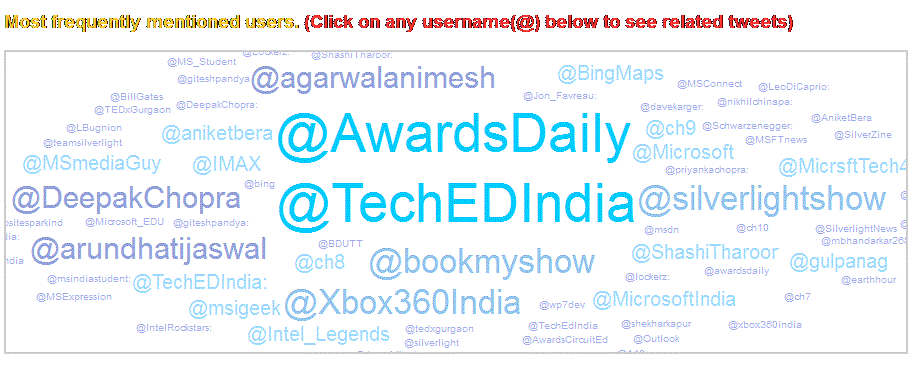 Most frequently mentioned users. (Click on any username(@) below to see related tweets)
@ShashiTharoor:
@MS_Student
@giteshpandya
@agarwalanimesh
@BingMaps
@MSConnect
@LeoDiCaprio:
@BillGates
@DeepakChopra:
@Jon_Favreau:
@davekarger:
@nikhilchinapa:
@TEDxGurgaon
@AniketBera
@LBugnion
@aniketbera
@AwardsDaily
@ch9
@Schwarzenegger:
@SilverZine
@teamsilverlight
@MSFTnews
@MSmediaGuy
@IMAX
@Microsoft
@MicrsftTech4
@priyankachopra:
@bing
@DeepakChopra
@TechEDIndia
@silverlightshow
ositesparkind
@Microsoft_EDU
@giteshpandya:
@msdn
@ch10
@SilverlightNews
@arundhatijaswal
@BDUTT
@mbhandarkar268
@ch8
@bookmyshow
@ShashiTharoor
@gulpanag
@msindiastudent:
@TechEDIndia:
@lockerz:
@awardsdaily
@earthhour
@MSExpression
@msigeek
@Xbox360India
@wp7dev
@MicrosoftIndia
@ch7
@IntelRockstars:
@Intel_Legends
@tedxgurgaon
@silverlight
@TechEdIndia
@AwardsCircuitEd
@shekharkapur
@Outlook
@xbox360india